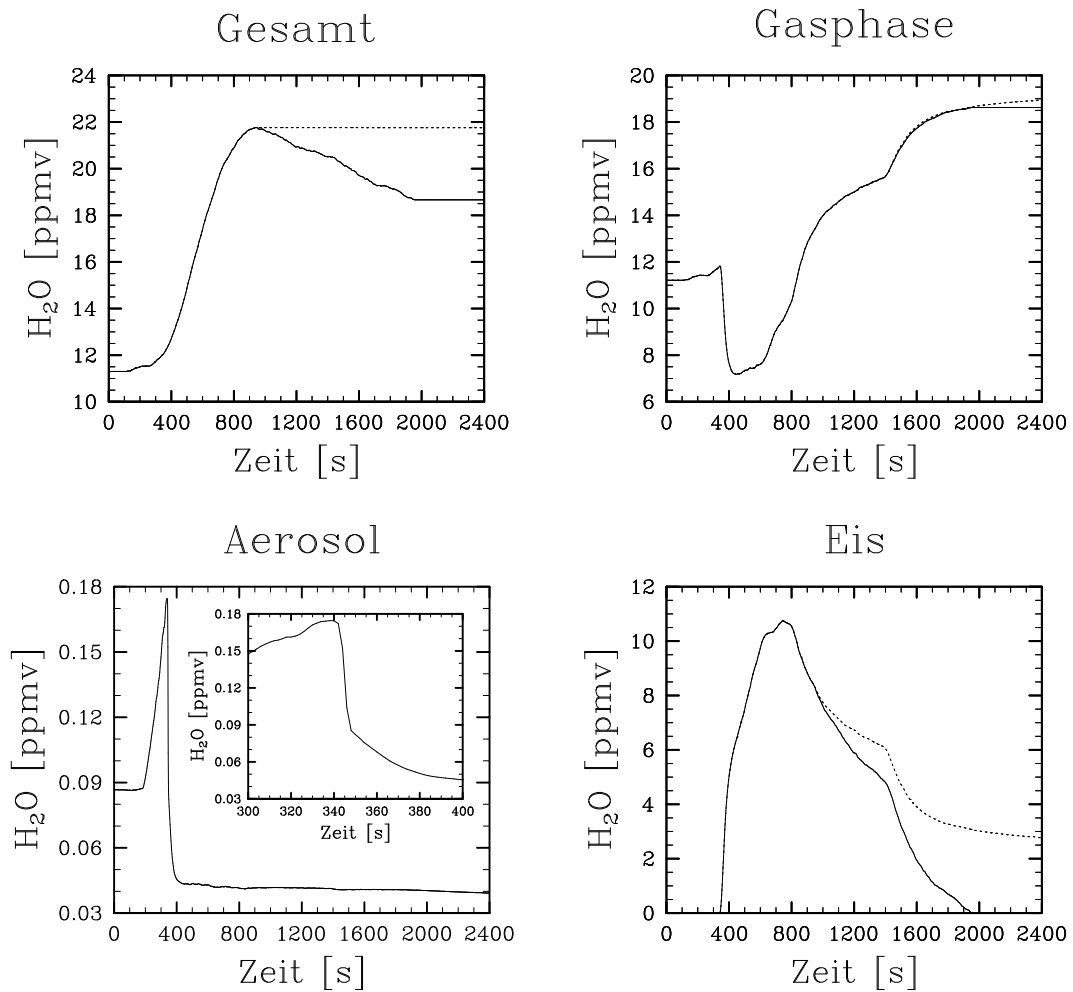 Gesamt
H₂O [ppmv]
24
22
20
18
16
14
12
10
0 400 800 1200 1600 2000 2400
Zeit [s]
Gasphase
H₂O [ppmv]
20
18
16
14
12
10
8
6
0 400 800 1200 1600 2000 2400
Zeit [s]
Aerosol
H₂O [ppmv]
0.18
0.15
0.12
0.09
0.06
0.03
0 400 800 1200 1600 2000 2400
Zeit [s]
H₂O [ppmv]
0.18
0.15
0.12
0.09
0.06
0.03
300 320 340 360 380 400
Zeit [s]
Eis
H₂O [ppmv]
12
10
8
6
4
2
0
0 400 800 1200 1600 2000 2400
Zeit [s]